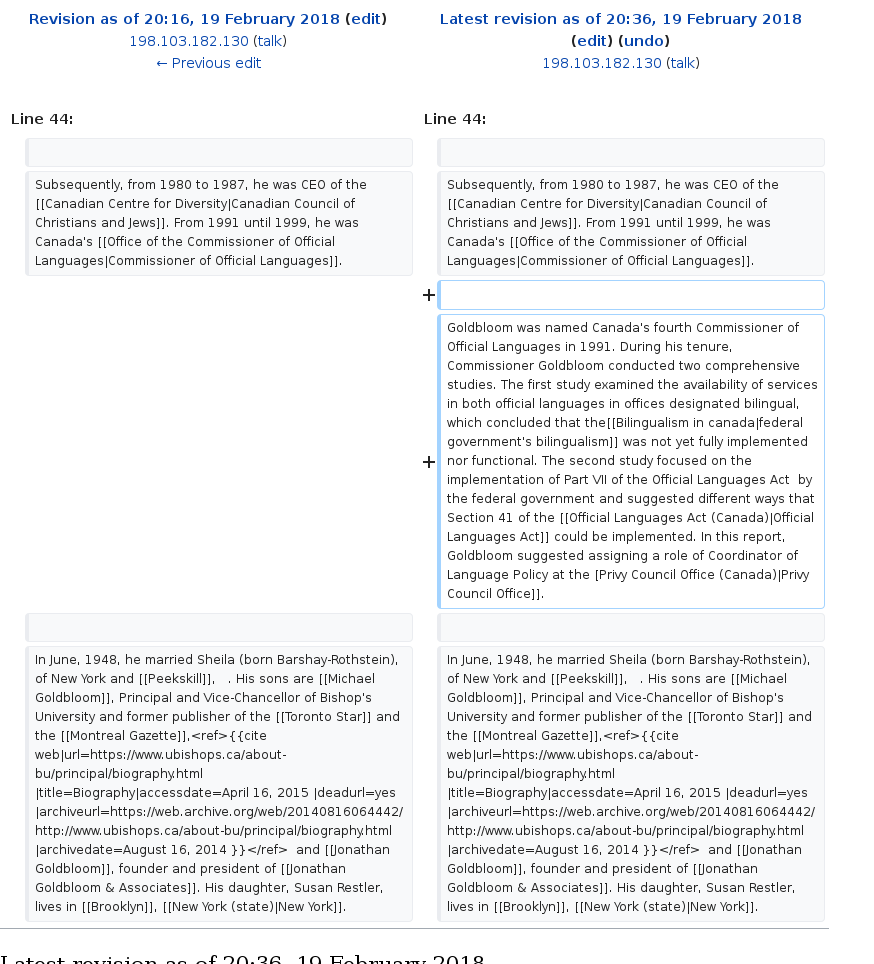 Revision as of 20:16, 19 February 2018 (edit)
198.103.182.130 (talk)
← Previous edit
Latest revision as of 20:36, 19 February 2018
(edit) (undo)
198.103.182.130 (talk)
Line 44:
Line 44:
Subsequently, from 1980 to 1987, he was CEO of the
[[Canadian Centre for Diversity|Canadian Council of
Christians and Jews]]. From 1991 until 1999, he was
Canada's [[Office of the Commissioner of Official
Languages|Commissioner of Official Languages]].
Subsequently, from 1980 to 1987, he was CEO of the
[[Canadian Centre for Diversity|Canadian Council of
Christians and Jews]]. From 1991 until 1999, he was
Canada's [[Office of the Commissioner of Official
Languages|Commissioner of Official Languages]].
+
+
Goldbloom was named Canada's fourth Commissioner of
Official Languages in 1991. During his tenure,
Commissioner Goldbloom conducted two comprehensive
studies. The first study examined the availability of services
in both official languages in offices designated bilingual,
which concluded that the[[Bilingualism in canada|federal
government's bilingualism]] was not yet fully implemented
nor functional. The second study focused on the
implementation of Part VII of the Official Languages Act  by
the federal government and suggested different ways that
Section 41 of the [[Official Languages Act (Canada)|Official
Languages Act]] could be implemented. In this report,
Goldbloom suggested assigning a role of Coordinator of
Language Policy at the [Privy Council Office (Canada)|Privy
Council Office]].
In June, 1948, he married Sheila (born Barshay-Rothstein),
of New York and [[Peekskill]],   . His sons are [[Michael
Goldbloom]], Principal and Vice-Chancellor of Bishop's
University and former publisher of the [[Toronto Star]] and
the [[Montreal Gazette]],<ref>{{cite
web|url=https://www.ubishops.ca/about-
bu/principal/biography.html
|title=Biography|accessdate=April 16, 2015 |deadurl=yes
|archiveurl=https://web.archive.org/web/20140816064442/
http://www.ubishops.ca/about-bu/principal/biography.html
|archivedate=August 16, 2014 }}</ref>  and [[Jonathan
Goldbloom]], founder and president of [[Jonathan
Goldbloom & Associates]]. His daughter, Susan Restler,
lives in [[Brooklyn]], [[New York (state)|New York]].
In June, 1948, he married Sheila (born Barshay-Rothstein),
of New York and [[Peekskill]],   . His sons are [[Michael
Goldbloom]], Principal and Vice-Chancellor of Bishop's
University and former publisher of the [[Toronto Star]] and
the [[Montreal Gazette]],<ref>{{cite
web|url=https://www.ubishops.ca/about-
bu/principal/biography.html
|title=Biography|accessdate=April 16, 2015 |deadurl=yes
|archiveurl=https://web.archive.org/web/20140816064442/
http://www.ubishops.ca/about-bu/principal/biography.html
|archivedate=August 16, 2014 }}</ref>  and [[Jonathan
Goldbloom]], founder and president of [[Jonathan
Goldbloom & Associates]]. His daughter, Susan Restler,
lives in [[Brooklyn]], [[New York (state)|New York]].
Latest revision as of 20:36, 19 February 2018